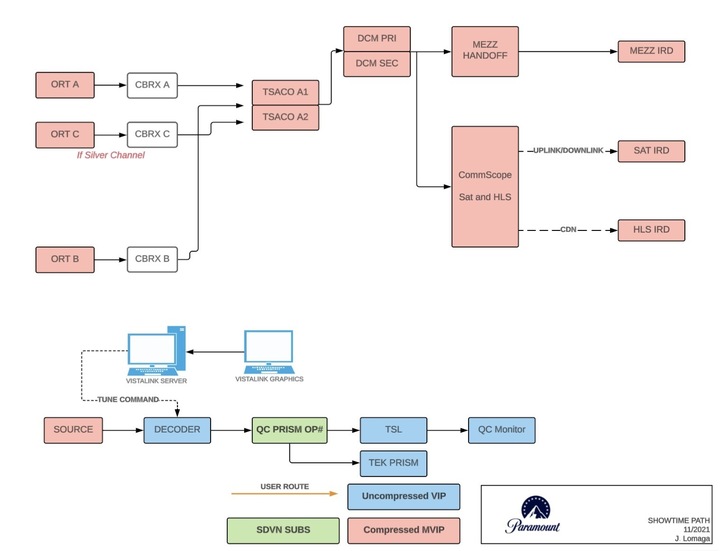 DCM PRI
DCM SEC
MEZZ
HANDOFF
MEZZ IRD
ORT A
CBRX A
TSACO A1
TSACO A2
ORT C
CBRX C
If Silver Channel
CommScope
Sat and HLS
UPLINK/DOWNLINK
SAT IRD
CDN
HLS IRD
ORT B
CBRX B
VISTALINK SERVER
VISTALINK GRAPHICS
TUNE COMMAND
SOURCE
DECODER
QC PRISM OP#
TSL
QC Monitor
TEK PRISM
USER ROUTE
Uncompressed VIP
SDVN SUBS
Compressed MVIP
Paramount
SHOWTIME PATH
11/2021
J. Lomaga